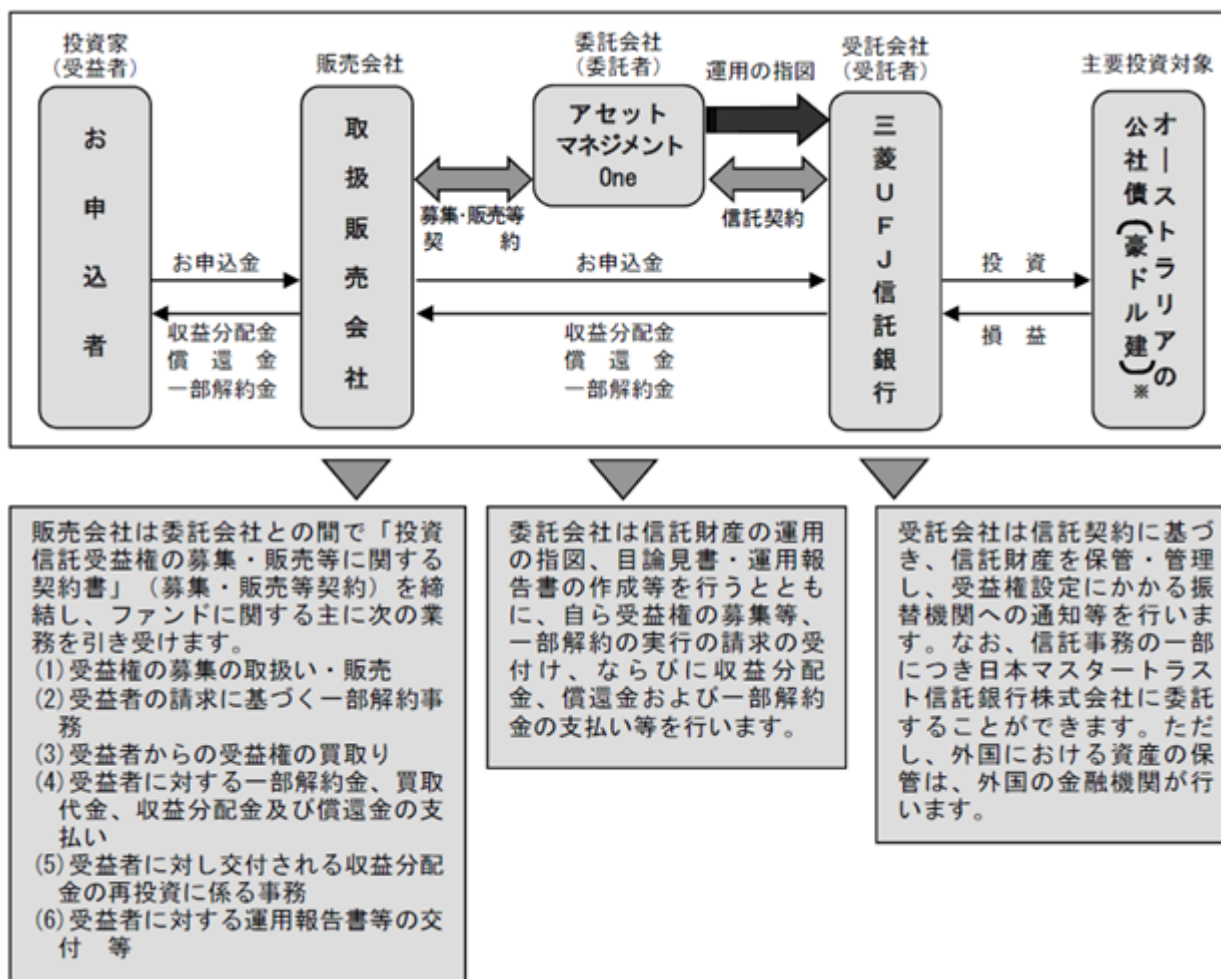 投資家
（受益者）
お申込者
販売会社
取扱販売会社
委託会社
（委託者）
アセット
マネジメント
One
運用の指図
受託会社
（受託者）
三菱UFJ信託銀行
主要投資対象
オーストラリアの
公社債（豪ドル建）※
募集・販売等
契　　約
信託契約
お申込金
お申込金
投　資
収益分配金
償　還　金
一部解約金
収益分配金
償　還　金
一部解約金
損　益
販売会社は委託会社との間で「投資
信託受益権の募集・販売等に関する
契約書」（募集・販売等契約）を締
結し、ファンドに関する主に次の業
務を引き受けます。
(1)受益権の募集の取扱い・販売
(2)受益者の請求に基づく一部解約事
務
(3)受益者からの受益権の買取り
(4)受益者に対する一部解約金、買取
代金、収益分配金及び償還金の支
払い
(5)受益者に対し交付される収益分配
金の再投資に係る事務
(6)受益者に対する運用報告書等の交
付　等
委託会社は信託財産の運用
の指図、目論見書・運用報
告書の作成等を行うととも
に、自ら受益権の募集等、
一部解約の実行の請求の受
付け、ならびに収益分配
金、償還金および一部解約
金の支払い等を行います。
受託会社は信託契約に基づ
き、信託財産を保管・管理
し、受益権設定にかかる振
替機関への通知等を行いま
す。なお、信託事務の一部
につき日本マスタートラス
ト信託銀行株式会社に委託
することができます。ただ
し、外国における資産の保
管は、外国の金融機関が行
います。